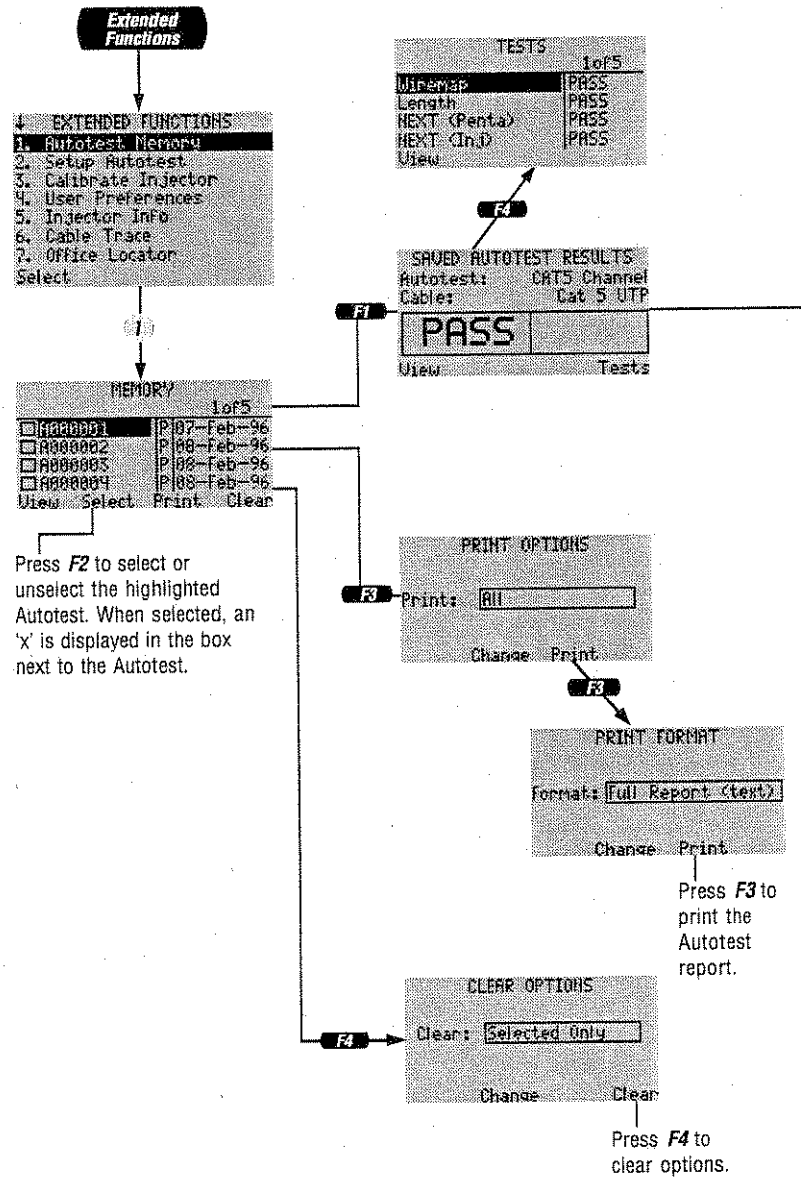 Extended
Functions
↓ EXTENDED FUNCTIONS
1. Autotest Memory
2. Setup Autotest
3. Calibrate Injector
4. User Preferences
5. Injector Info
6. Cable Trace
7. Office Locator
Select
1
MEMORY
1of5
A000001 P 07-Feb-96
A000002 P 08-Feb-96
A000003 P 08-Feb-96
A000004 P 08-Feb-96
View Select Print Clear
Press F2 to select or
unselect the highlighted
Autotest. When selected, an
‘x’ is displayed in the box
next to the Autotest.
TESTS
1of5
Wiremap PASS
Length PASS
NEXT (Penta) PASS
NEXT (Inj) PASS
View
F4
F1
SAVED AUTOTEST RESULTS
Autotest: CAT5 Channel
Cable: Cat 5 UTP
PASS
View Tests
F3
PRINT OPTIONS
Print: All
Change Print
F3
PRINT FORMAT
Format: Full Report (text)
Change Print
Press F3 to
print the
Autotest
report.
F4
CLEAR OPTIONS
Clear: Selected Only
Change Clear
Press F4 to
clear options.